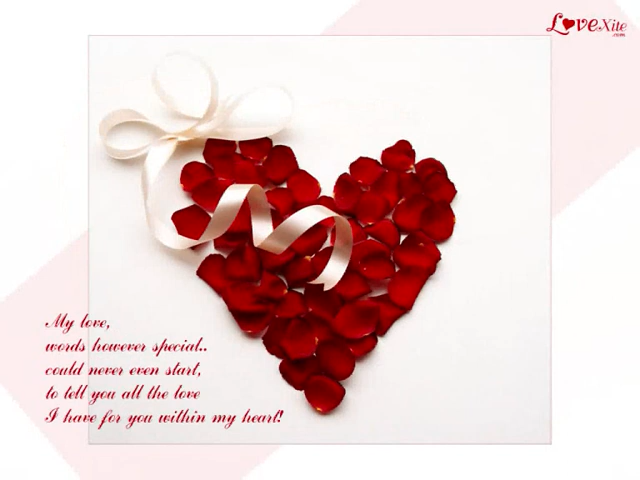 LoveXite
.com
My love,
words however special..
could never even start,
to tell you all the love
I have for you within my heart!